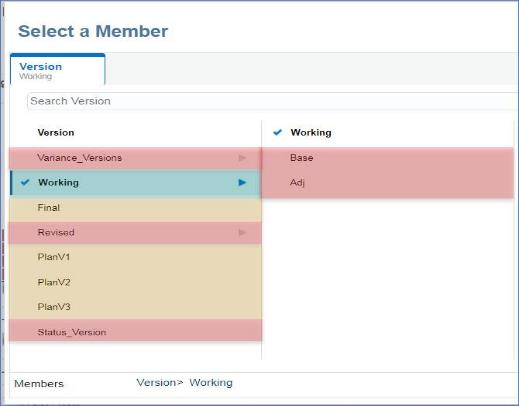 Select a Member
Version
Working
Search Version
Version
Variance_Versions
Working
Final
Revised
PlanV1
PlanV2
PlanV3
Status_Version
Working
Base
Adj
Members
Version> Working